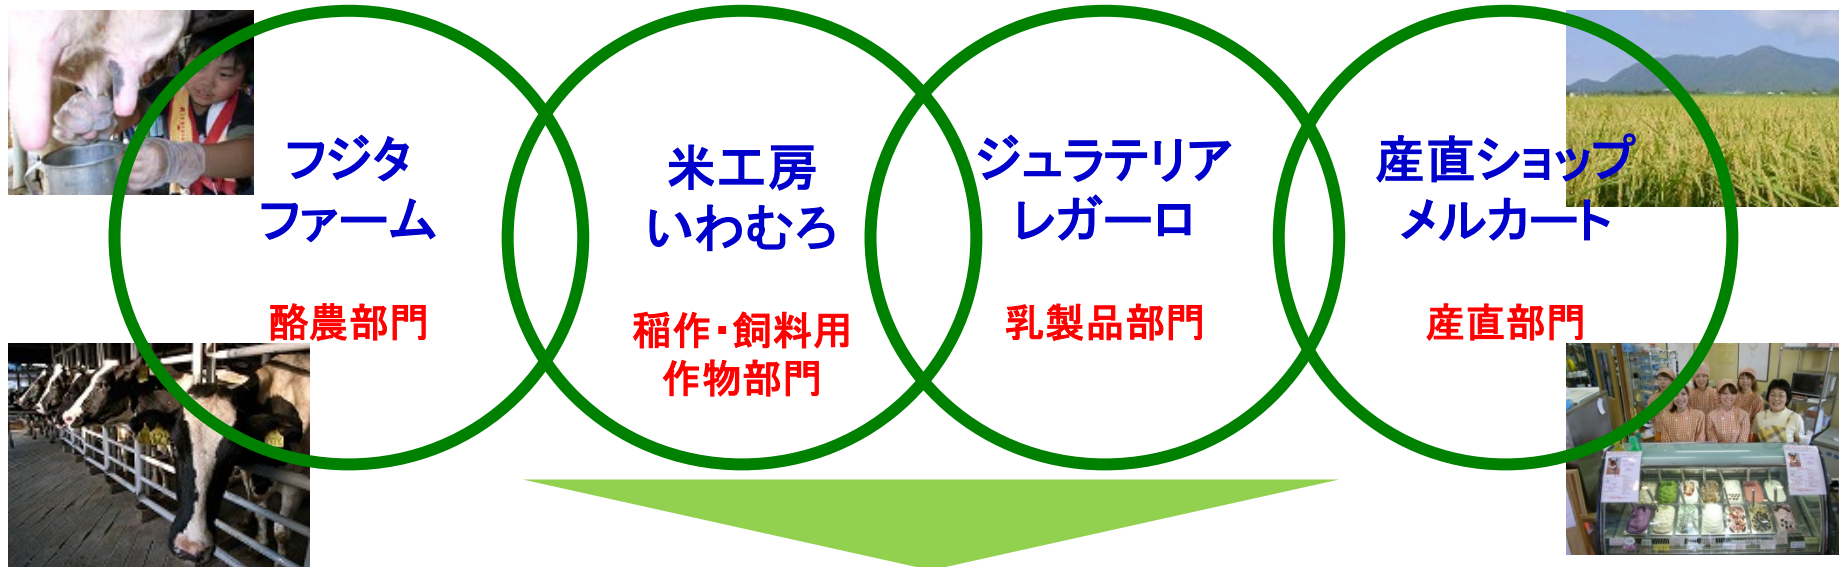 フジタ
ファーム
酪農部門
米工房
いわむろ
稲作・飼料用
作物部門
ジュラテリア
レガーロ
乳製品部門
産直ショップ
メルカート
産直部門